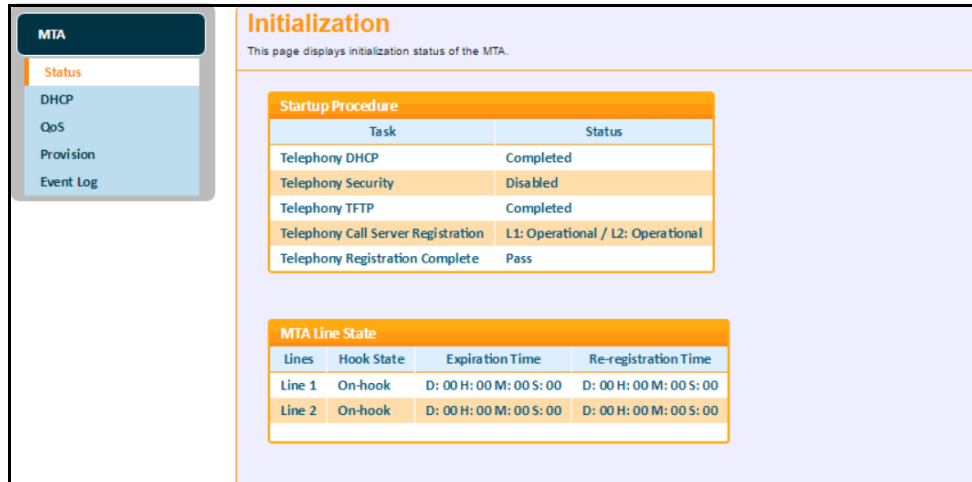 MTA
Status
DHCP
QoS
Provision
Event Log
Initialization
This page displays initialization status of the MTA.
Startup Procedure
Task Status
Telephony DHCP Completed
Telephony Security Disabled
Telephony TFTP Completed
Telephony Call Server Registration L1: Operational / L2: Operational
Telephony Registration Complete Pass
MTA Line State
Lines Hook State Expiration Time Re-registration Time
Line 1 On-hook D: 00 H: 00 M: 00 S: 00 D: 00 H: 00 M: 00 S: 00
Line 2 On-hook D: 00 H: 00 M: 00 S: 00 D: 00 H: 00 M: 00 S: 00